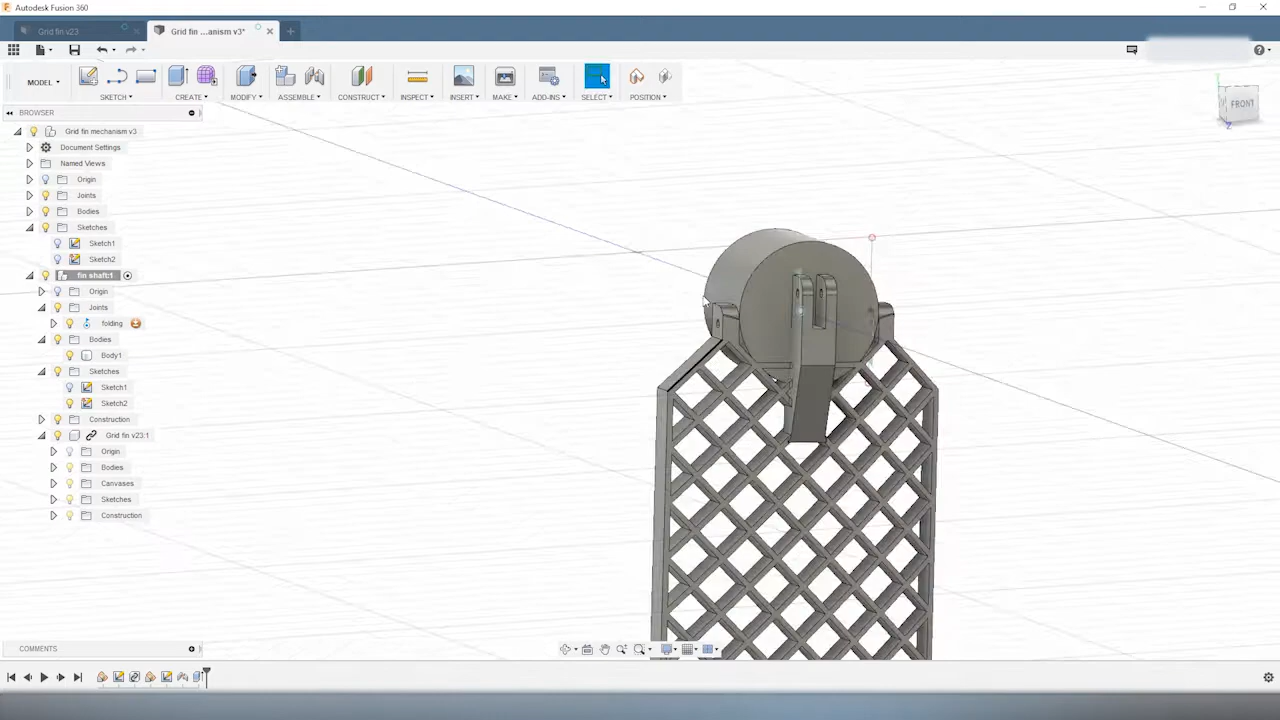 Autodesk Fusion 360
Grid fin v23
Grid fin ...anism v3*
MODEL
SKETCH
CREATE
MODIFY
ASSEMBLE
CONSTRUCT
INSPECT
INSERT
MAKE
ADD-INS
SELECT
POSITION
FRONT
Z
BROWSER
Grid fin mechanism v3
Document Settings
Named Views
Origin
Joints
Bodies
Sketches
Sketch1
Sketch2
fin shaft:1
Origin
Joints
folding
Bodies
Body1
Sketches
Sketch1
Sketch2
Construction
Grid fin v23:1
Origin
Bodies
Canvases
Sketches
Construction
COMMENTS